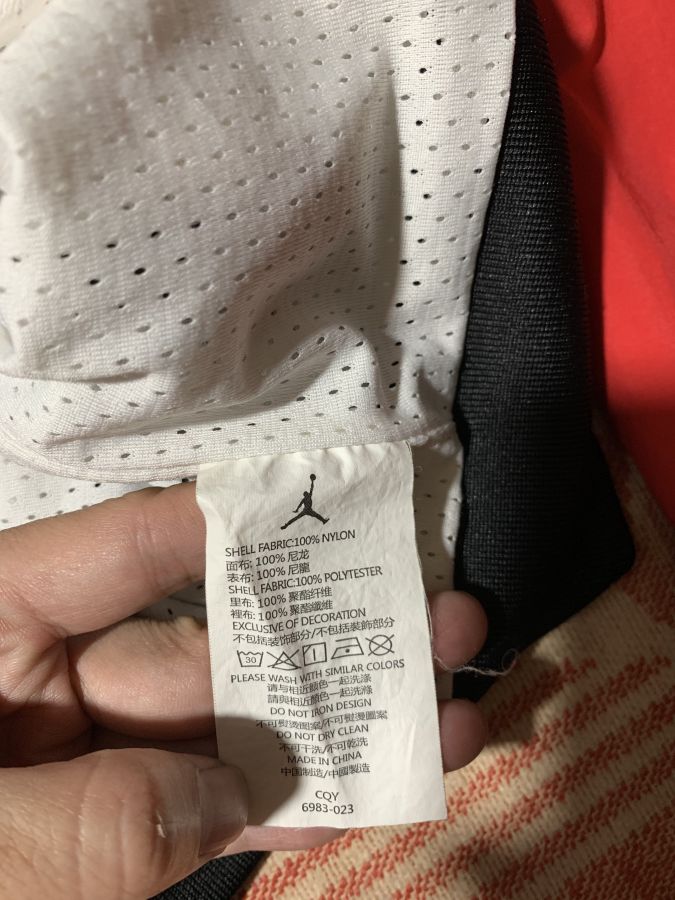 SHELL FABRIC:100% NYLON
面布: 100% 尼龙
表布: 100% 尼龍
SHELL FABRIC:100% POLYTESTER
里布: 100% 聚酯纤维
裡布: 100% 聚酯纖維
EXCLUSIVE OF DECORATION
不包括装饰部分/不包括裝飾部分
30
PLEASE WASH WITH SIMILAR COLORS
请与相近颜色一起洗涤
請與相近顏色一起洗滌
DO NOT IRON DESIGN
不可熨烫图案/不可熨燙圖案
DO NOT DRY CLEAN
不可干洗/不可乾洗
MADE IN CHINA
中国制造/中國製造
CQY
6983-023